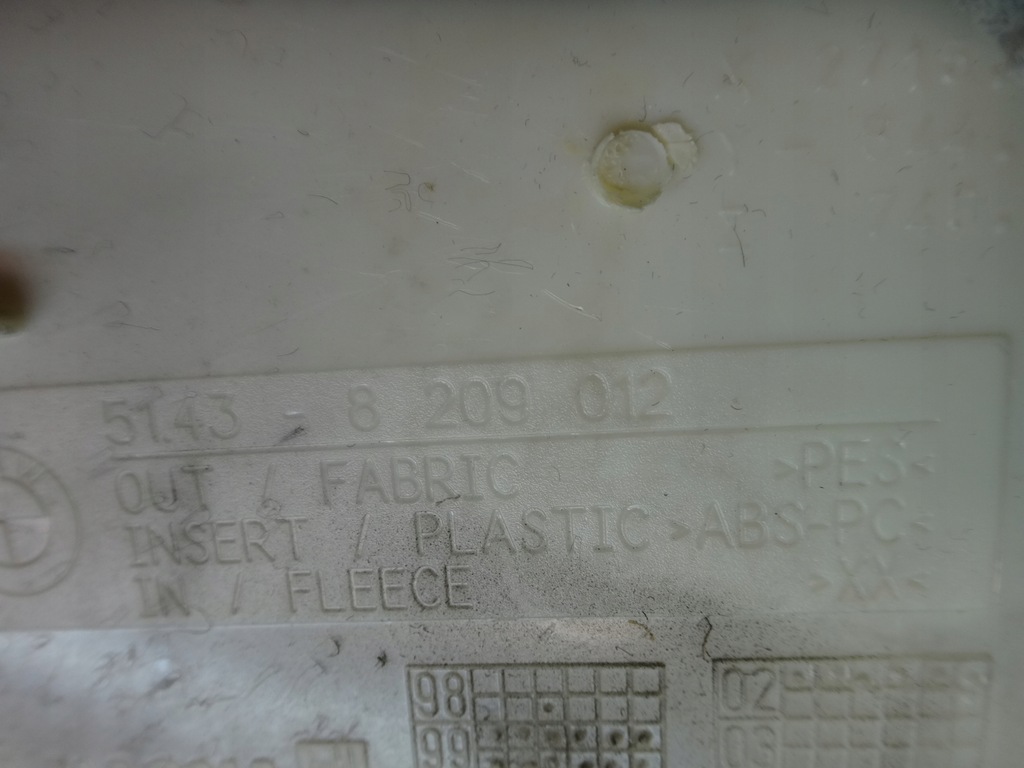 5143 - 8 209 012
OUT / FABRIC >PES<
INSERT / PLASTIC >ABS-PC<
IN / FLEECE >XX<
98 02
99 03